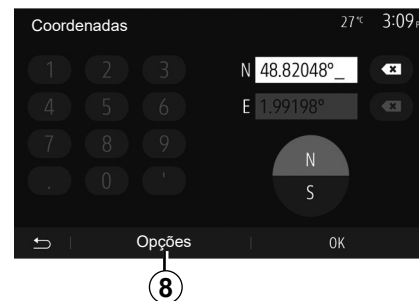 Coordenadas 27°C 3:09
1 2 3 N 48.82048°_
4 5 6 E 1.99198°
7 8 9 N
. 0 ' S
Opções OK
8